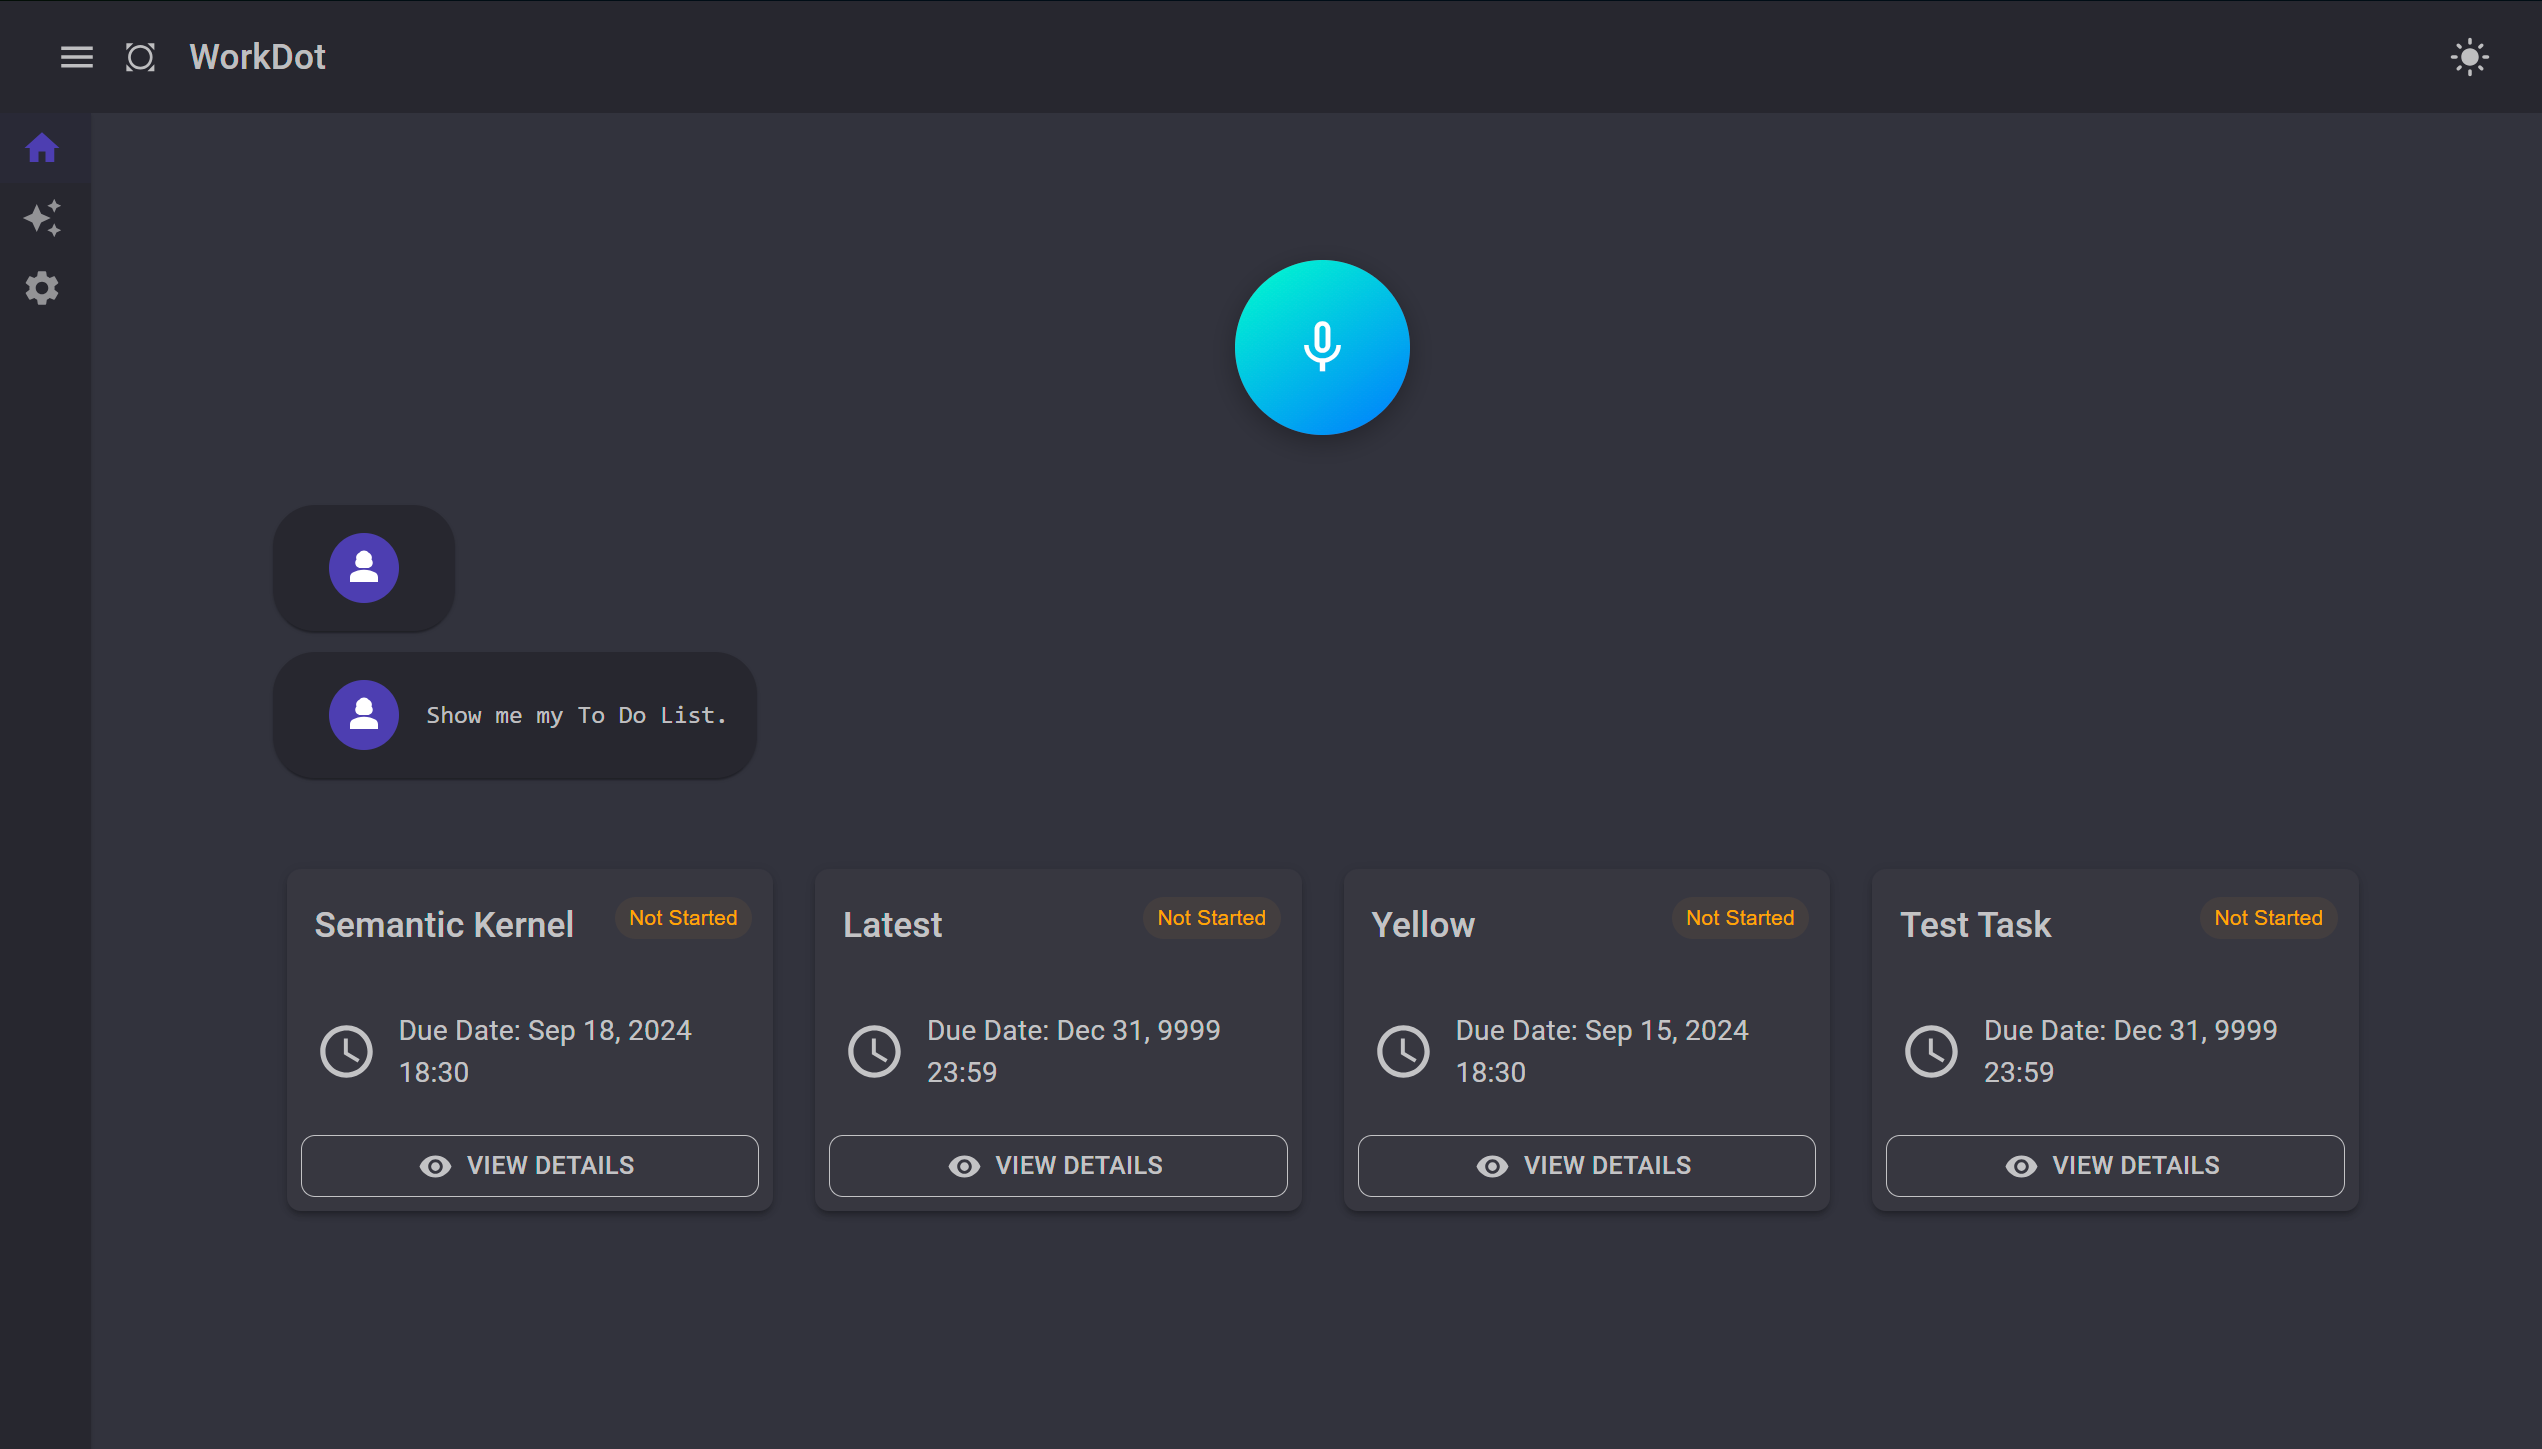 WorkDot
Show me my To Do List.
Semantic Kernel
Not Started
Due Date: Sep 18, 2024
18:30
VIEW DETAILS
Latest
Not Started
Due Date: Dec 31, 9999
23:59
VIEW DETAILS
Yellow
Not Started
Due Date: Sep 15, 2024
18:30
VIEW DETAILS
Test Task
Not Started
Due Date: Dec 31, 9999
23:59
VIEW DETAILS